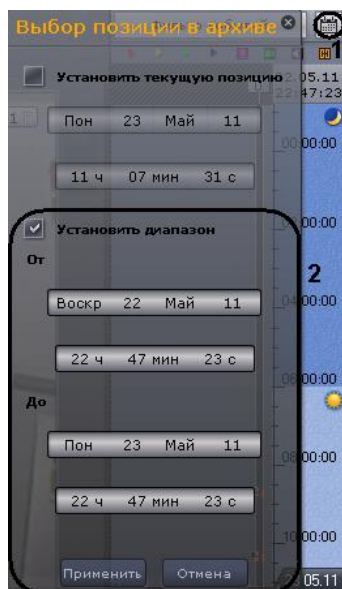 Выбор позиции в архиве
1
Установить текущую позицию
2.05.11
22:47:23
1
Пон 23 Май 11
00:00:00
11 ч 07 мин 31 с
Установить диапазон
00:00
От
2
Воскр 22 Май 11
04:00:00
22 ч 47 мин 23 с
06:00:00
До
Пон 23 Май 11
08:00:00
22 ч 47 мин 23 с
10:00:00
Применить Отмена
05.11